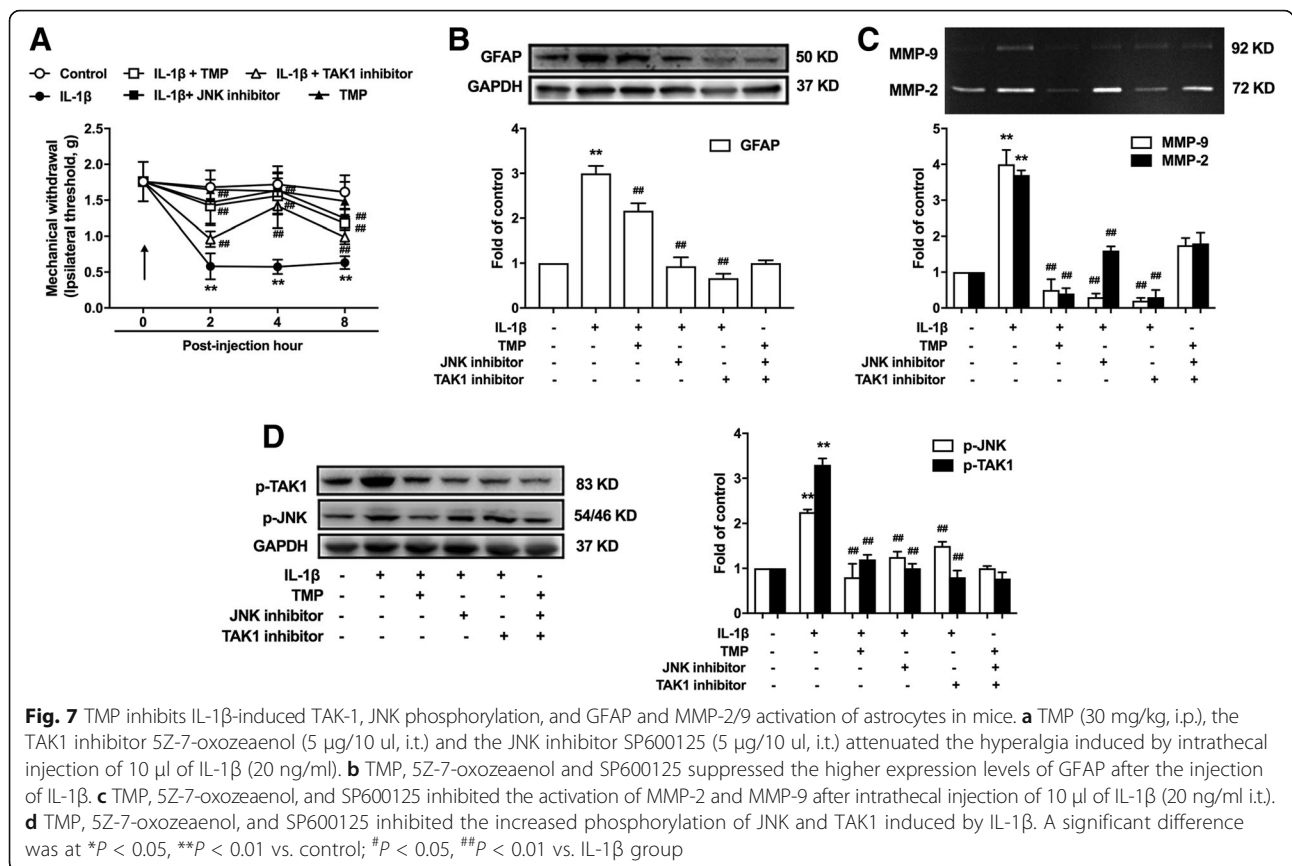 A
Control
IL-1β + TMP
IL-1β + TAK1 inhibitor
IL-1β
IL-1β+ JNK inhibitor
TMP
Mechanical withdrawal
(Ipsilateral threshold, g)
2.5
2.0
1.5
1.0
0.5
0.0
## ## ## ## ## ## ## ## ##
** ** **
0 2 4 8
Post-injection hour
B
GFAP 50 KD
GAPDH 37 KD
GFAP
Fold of control
4
3
2
1
0
** ## ## ##
IL-1β - + + + + -
TMP - - + - - +
JNK inhibitor - - - + - +
TAK1 inhibitor - - - - + +
C
MMP-9 92 KD
MMP-2 72 KD
MMP-9
MMP-2
Fold of control
5
4
3
2
1
0
** ** ## ## ## ## ## ##
IL-1β - - + + + + -
TMP - - + - - +
JNK inhibitor - - - + - +
TAK1 inhibitor - - - - + +
D
p-TAK1 83 KD
p-JNK 54/46 KD
GAPDH 37 KD
IL-1β - + + + + -
TMP - - + - - +
JNK inhibitor - - - + - +
TAK1 inhibitor - - - - + +
p-JNK
p-TAK1
Fold of control
4
3
2
1
0
** ** ## ## ## ## ## ##
IL-1β - - + + + + -
TMP - - + - - +
JNK inhibitor - - - + - +
TAK1 inhibitor - - - - + +
Fig. 7 TMP inhibits IL-1β-induced TAK-1, JNK phosphorylation, and GFAP and MMP-2/9 activation of astrocytes in mice. a TMP (30 mg/kg, i.p.), the
TAK1 inhibitor 5Z-7-oxozeaenol (5 μg/10 ul, i.t.) and the JNK inhibitor SP600125 (5 μg/10 ul, i.t.) attenuated the hyperalgia induced by intrathecal
injection of 10 μl of IL-1β (20 ng/ml). b TMP, 5Z-7-oxozeaenol and SP600125 suppressed the higher expression levels of GFAP after the injection
of IL-1β. c TMP, 5Z-7-oxozeaenol, and SP600125 inhibited the activation of MMP-2 and MMP-9 after intrathecal injection of 10 μl of IL-1β (20 ng/ml i.t.).
d TMP, 5Z-7-oxozeaenol, and SP600125 inhibited the increased phosphorylation of JNK and TAK1 induced by IL-1β. A significant difference
was at *P < 0.05, **P < 0.01 vs. control; #P < 0.05, ##P < 0.01 vs. IL-1β group